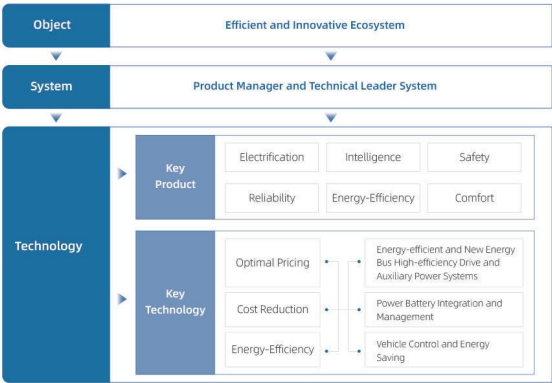 Object
Efficient and Innovative Ecosystem
System
Product Manager and Technical Leader System
Technology
Key
Product
Electrification
Intelligence
Safety
Reliability
Energy-Efficiency
Comfort
Key
Technology
Optimal Pricing
Cost Reduction
Energy-Efficiency
Energy-efficient and New Energy
Bus High-efficiency Drive and
Auxiliary Power Systems
Power Battery Integration and
Management
Vehicle Control and Energy
Saving